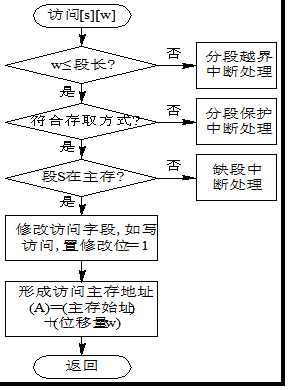 访问[s][w]
w≤段长?
否
分段越界
中断处理
是
符合存取方式?
否
分段保护
中断处理
是
段S在主存?
否
缺段中
断处理
是
修改访问字段,如写
访问,置修改位=1
形成访问主存地址
(A)=(主存始址)
+(位移量w)
返回